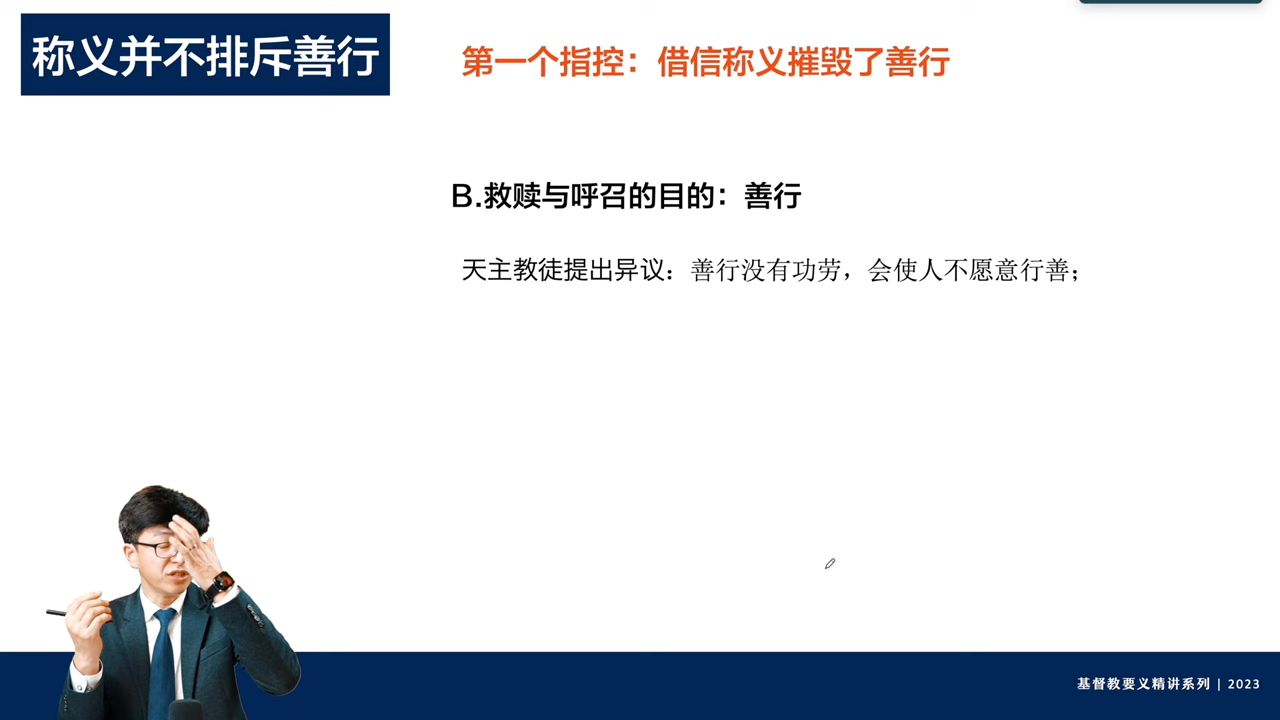 称义并不排斥善行
第一个指控：借信称义摧毁了善行
B.救赎与呼召的目的：善行
天主教徒提出异议：善行没有功劳，会使人不愿意行善；
基督教要义精讲系列 | 2023